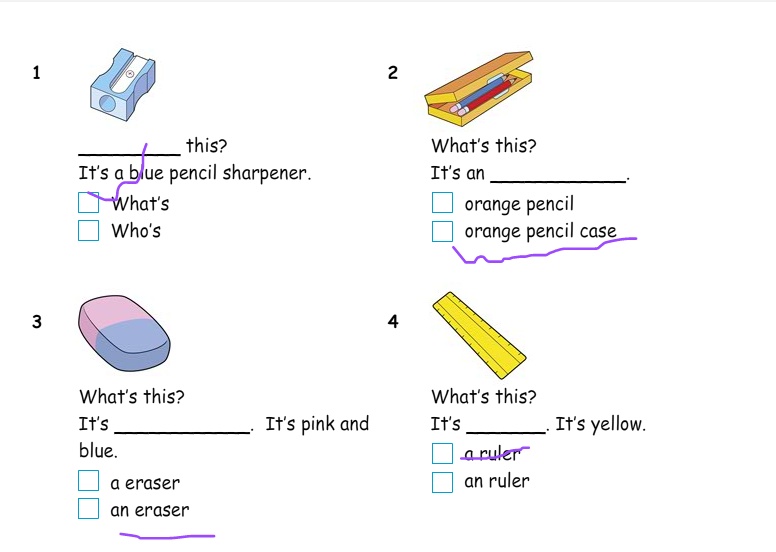 1
_________ this?
It's a blue pencil sharpener.
What's
Who's
2
What's this?
It's an ____________.
orange pencil
orange pencil case
3
What's this?
It's ____________. It's pink and
blue.
a eraser
an eraser
4
What's this?
It's _______. It's yellow.
a ruler
an ruler